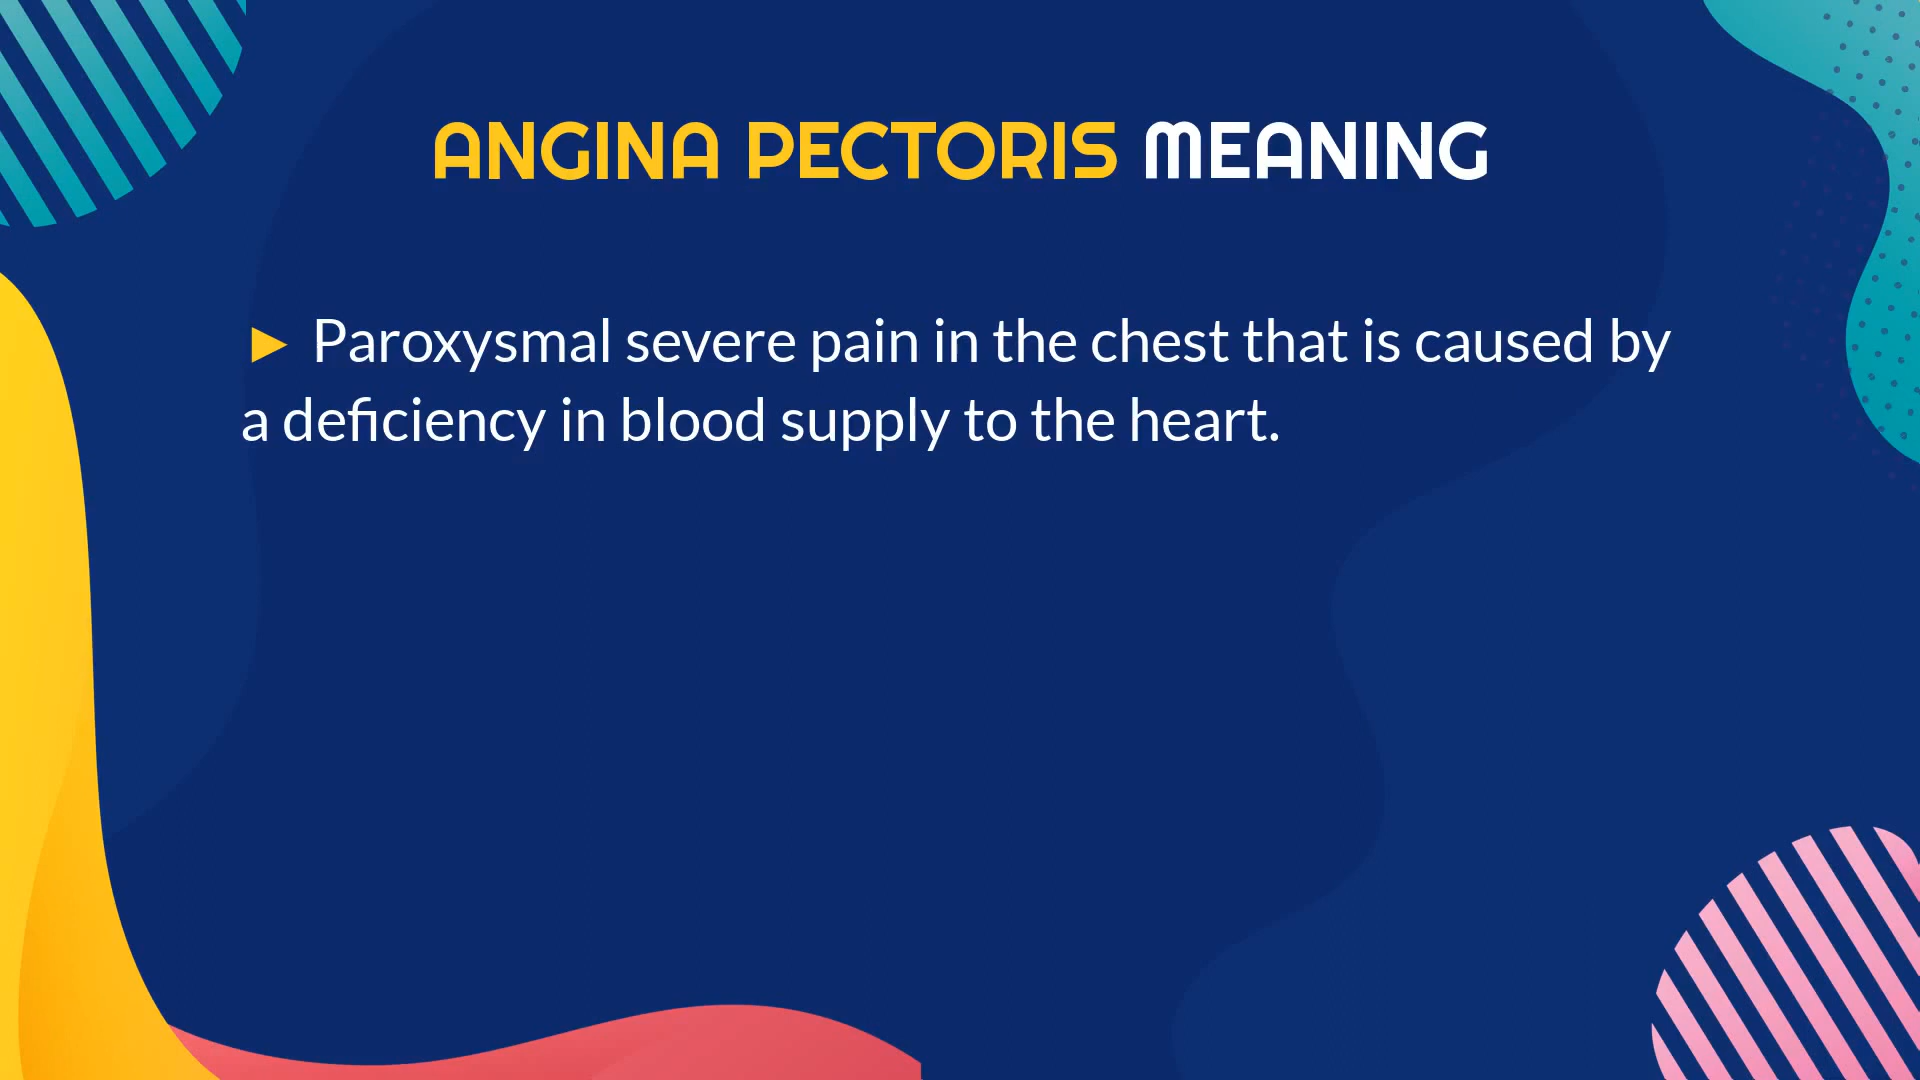 ANGINA PECTORIS MEANING
► Paroxysmal severe pain in the chest that is caused by
a deficiency in blood supply to the heart.